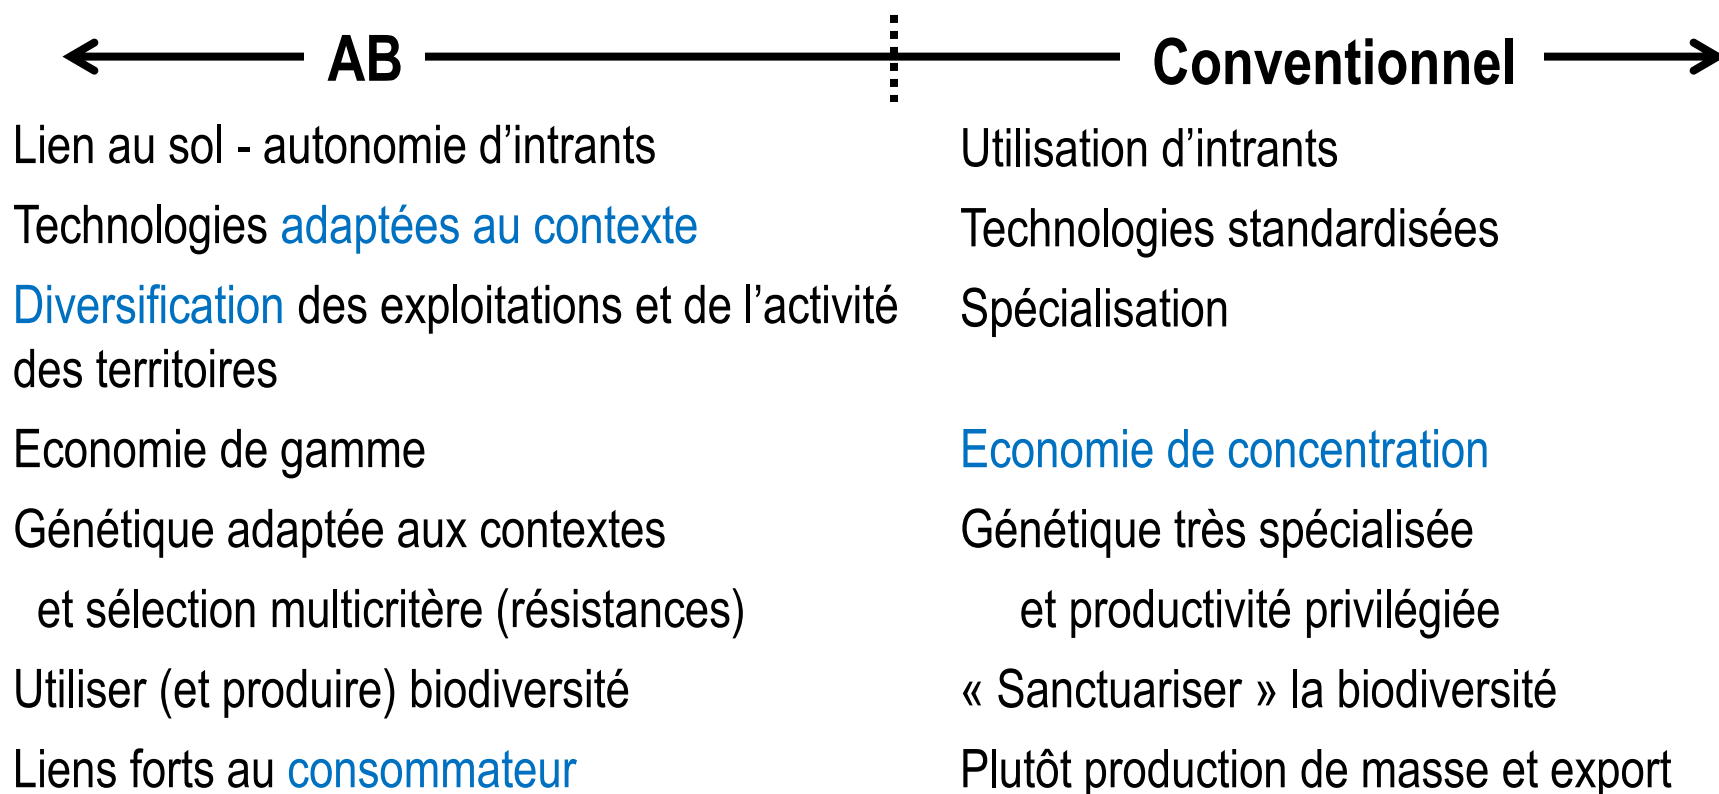 AB
Conventionnel
Lien au sol - autonomie d’intrants
Utilisation d’intrants
Technologies adaptées au contexte
Technologies standardisées
Diversification des exploitations et de l’activité
des territoires
Spécialisation
Economie de gamme
Economie de concentration
Génétique adaptée aux contextes
et sélection multicritère (résistances)
Génétique très spécialisée
et productivité privilégiée
Utiliser (et produire) biodiversité
« Sanctuariser » la biodiversité
Liens forts au consommateur
Plutôt production de masse et export